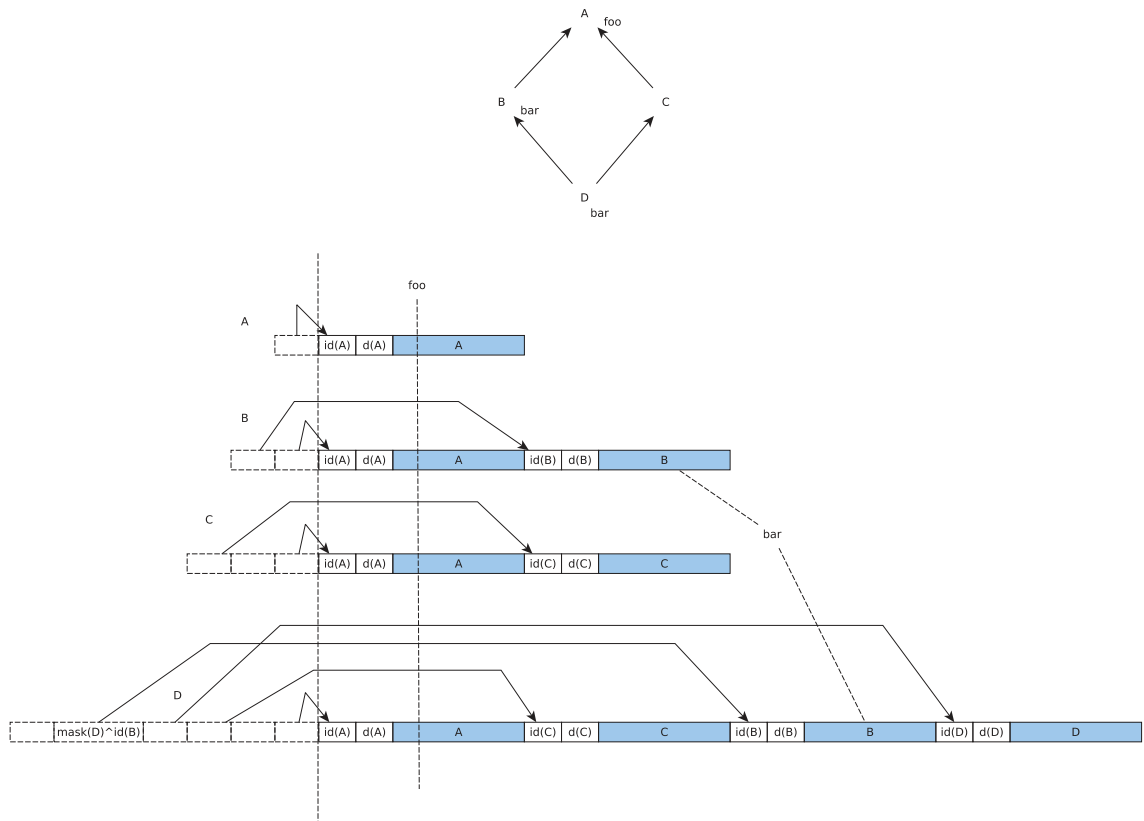 A
foo
B
C
bar
D
bar
foo
A
id(A) d(A) A
B
id(A) d(A) A id(B) d(B) B
C
bar
id(A) d(A) A id(C) d(C) C
D
mask(D)^id(B) id(A) d(A) A id(C) d(C) C id(B) d(B) B id(D) d(D) D